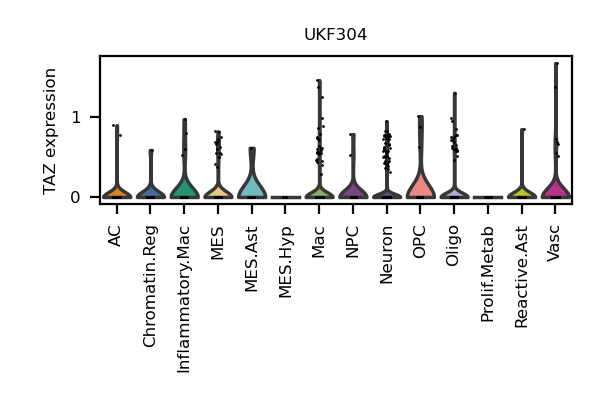 UKF304
TAZ expression
1
0
AC
Chromatin.Reg
Inflammatory.Mac
MES
MES.Ast
MES.Hyp
Mac
NPC
Neuron
OPC
Oligo
Prolif.Metab
Reactive.Ast
Vasc